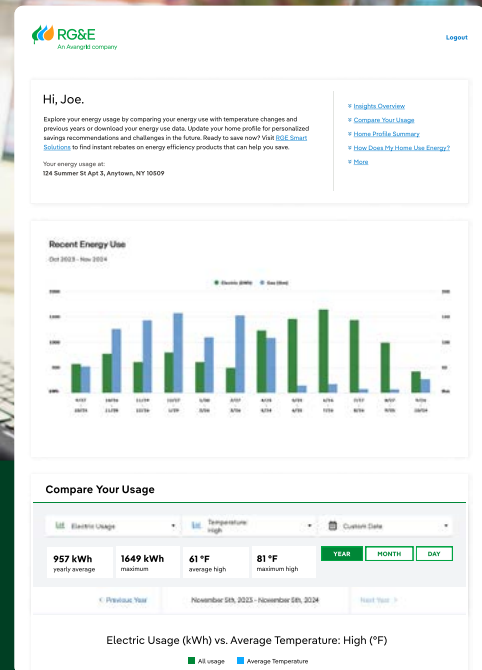 RG&E
An Avangrid company
Logout
Hi, Joe.
Explore your energy usage by comparing your energy use with temperature changes and
previous years or download your energy use data. Update your home profile for personalized
savings recommendations and challenges in the future. Ready to save now? Visit RGE Smart
Solutions to find instant rebates on energy efficiency products that can help you save.
Your energy usage at:
124 Summer St Apt 3, Anytown, NY 10509
Insights Overview
Compare Your Usage
Home Profile Summary
How Does My Home Use Energy?
More
Recent Energy Use
Oct 2023 - Nov 2024
Electric (kWh)
1500
1000
500
kWh
Compare Your Usage
Electric Usage
Temperature:
High
Custom Date
957 kWh
yearly average
1649 kWh
maximum
61 °F
average high
81 °F
maximum high
YEAR
MONTH
DAY
< Previous Year
November 5th, 2023 - November 5th, 2024
Next Year >
Electric Usage (kWh) vs. Average Temperature: High (°F)
All usage
Average Temperature